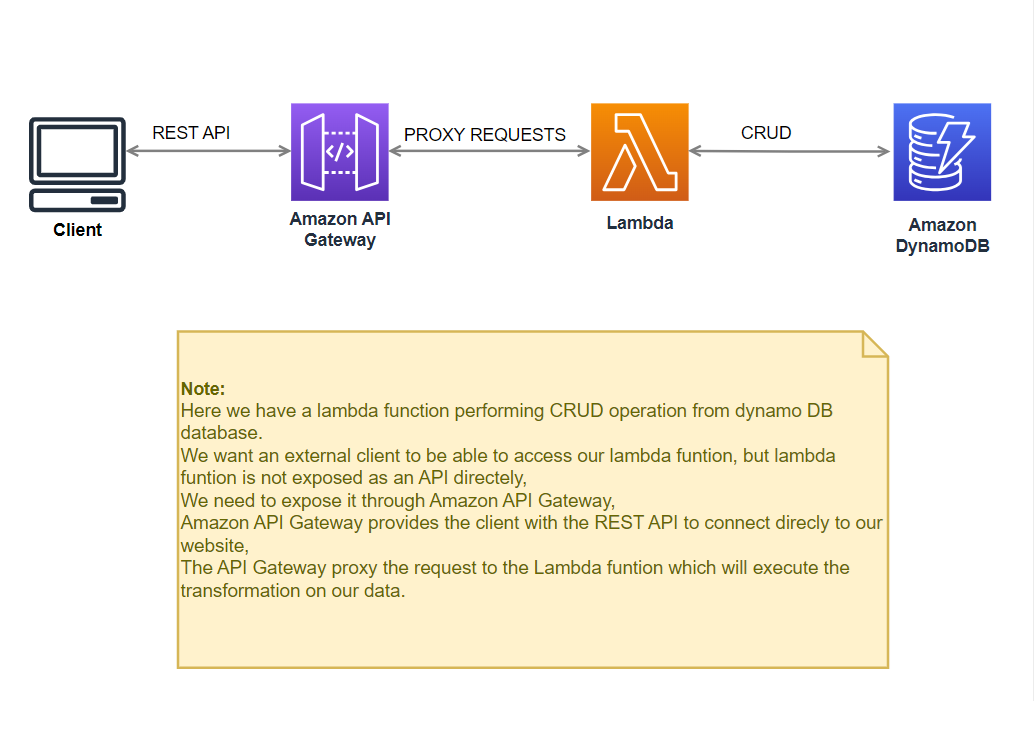 REST API
PROXY REQUESTS
CRUD
Client
Amazon API
Gateway
Lambda
Amazon
DynamoDB
Note:
Here we have a lambda function performing CRUD operation from dynamo DB
database.
We want an external client to be able to access our lambda funtion, but lambda
funtion is not exposed as an API directely,
We need to expose it through Amazon API Gateway,
Amazon API Gateway provides the client with the REST API to connect direcly to our
website,
The API Gateway proxy the request to the Lambda funtion which will execute the
transformation on our data.